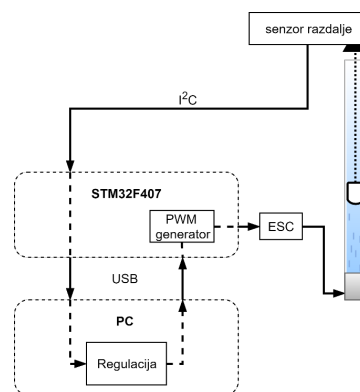 senzor razdalje
I²C
STM32F407
PWM
generator
ESC
USB
PC
Regulacija